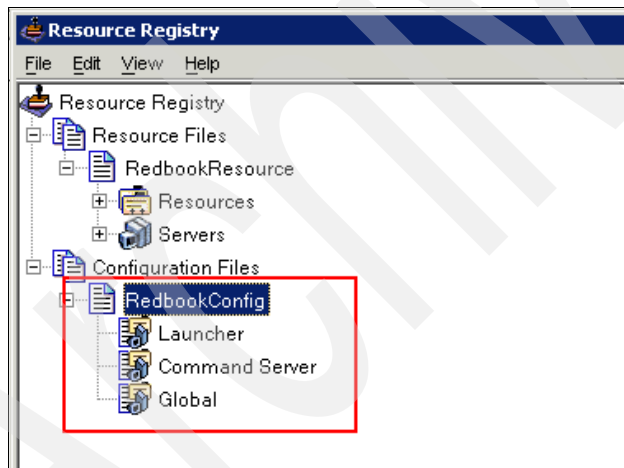 Resource Registry
File Edit View Help
Resource Registry
Resource Files
RedbookResource
Resources
Servers
Configuration Files
RedbookConfig
Launcher
Command Server
Global